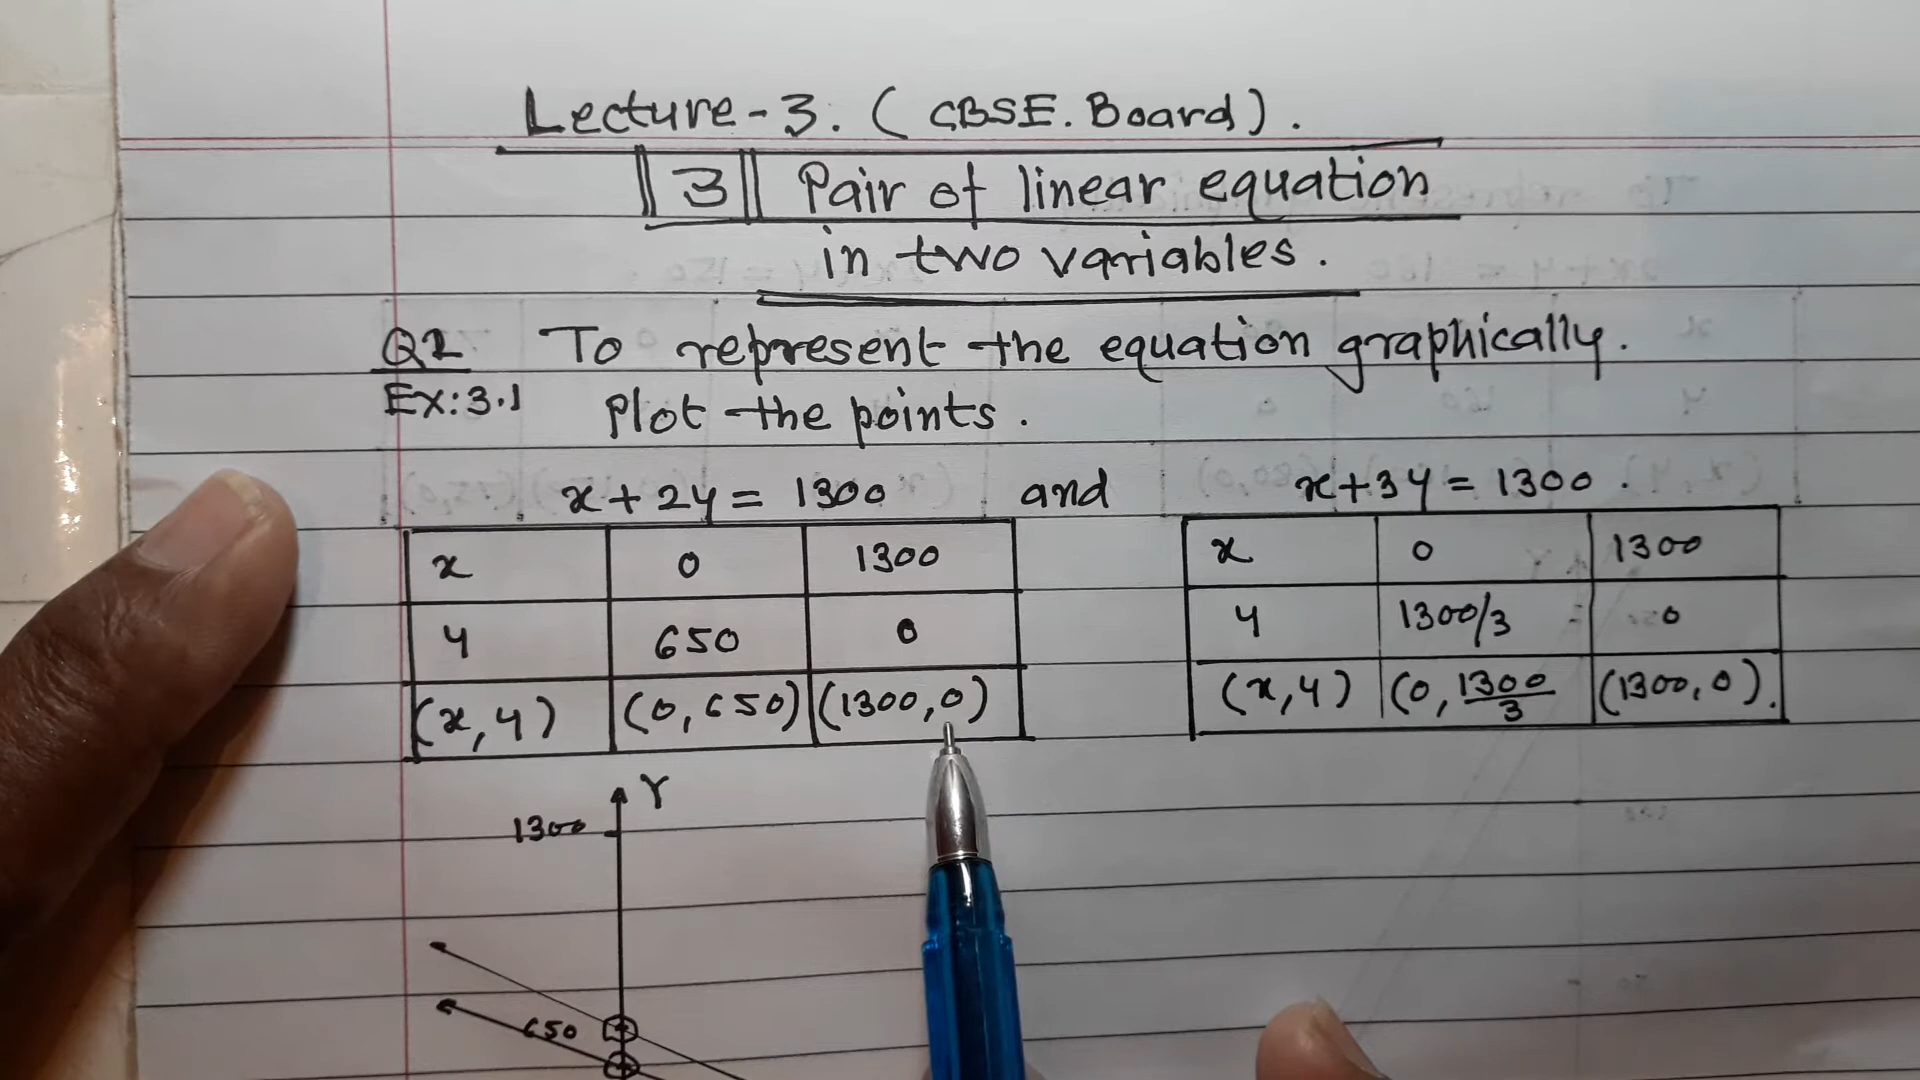 Lecture-3. (CBSE. Board).
3 Pair of linear equation
in two variables.
Q2 To represent the equation graphically.
Ex:3.1 Plot the points.
x+2y = 1300 and x+3y = 1300.
x 0 1300
y 650 0
(x,y) (0,650) (1300,0)
x 0 1300
y 1300/3 0
(x,y) (0, 1300/3 (1300,0).
Y
1300
650